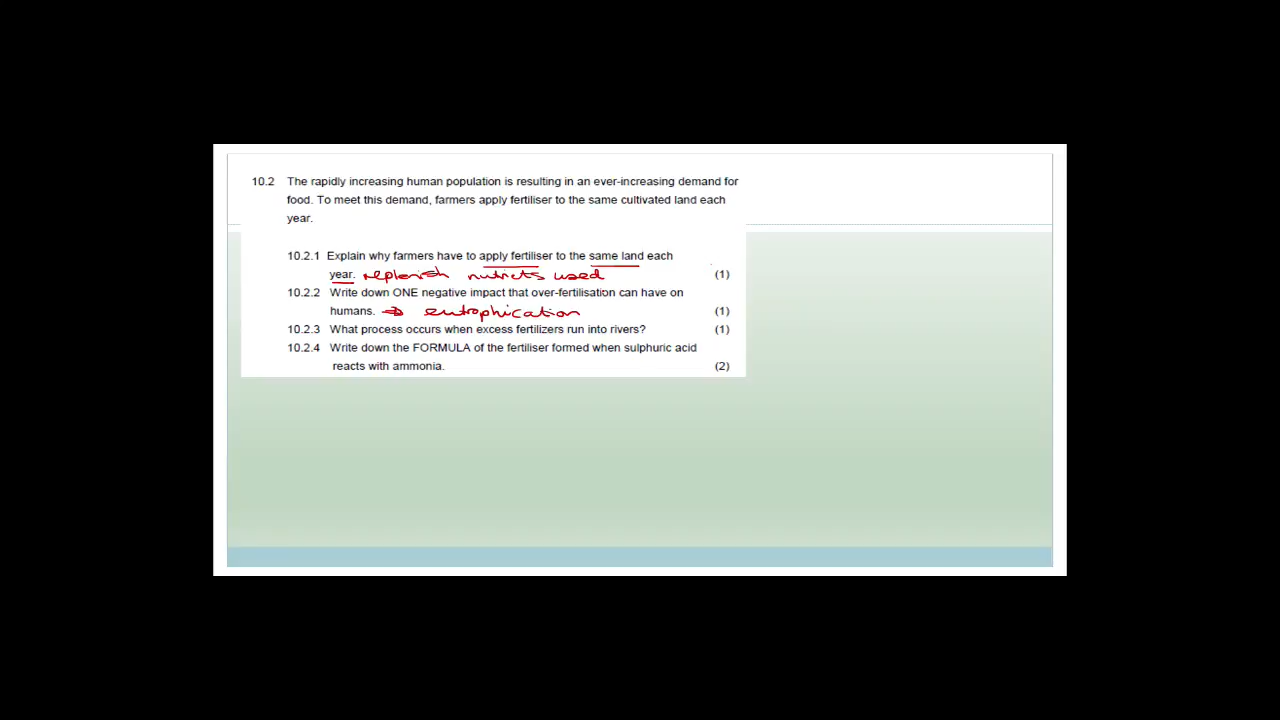 10.2 The rapidly increasing human population is resulting in an ever-increasing demand for
food. To meet this demand, farmers apply fertiliser to the same cultivated land each
year.
10.2.1 Explain why farmers have to apply fertiliser to the same land each
year. replenish nutriets used (1)
10.2.2 Write down ONE negative impact that over-fertilisation can have on
humans. → eutrophication (1)
10.2.3 What process occurs when excess fertilizers run into rivers? (1)
10.2.4 Write down the FORMULA of the fertiliser formed when sulphuric acid
reacts with ammonia. (2)